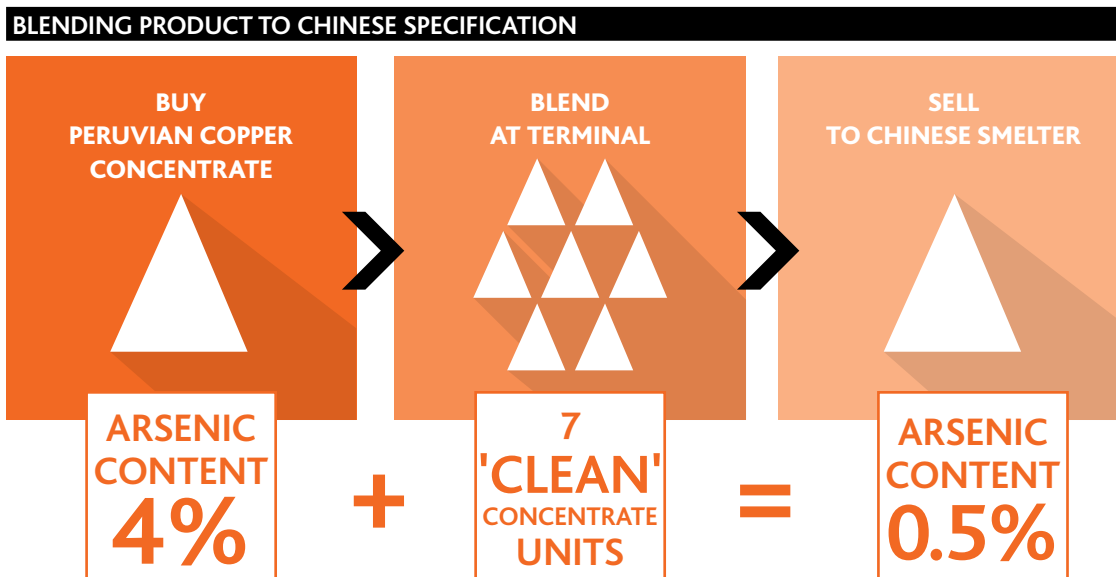 BLENDING PRODUCT TO CHINESE SPECIFICATION
BUY
PERUVIAN COPPER
CONCENTRATE
BLEND
AT TERMINAL
SELL
TO CHINESE SMELTER
ARSENIC
CONTENT
4%
+
7
'CLEAN'
CONCENTRATE
UNITS
=
ARSENIC
CONTENT
0.5%